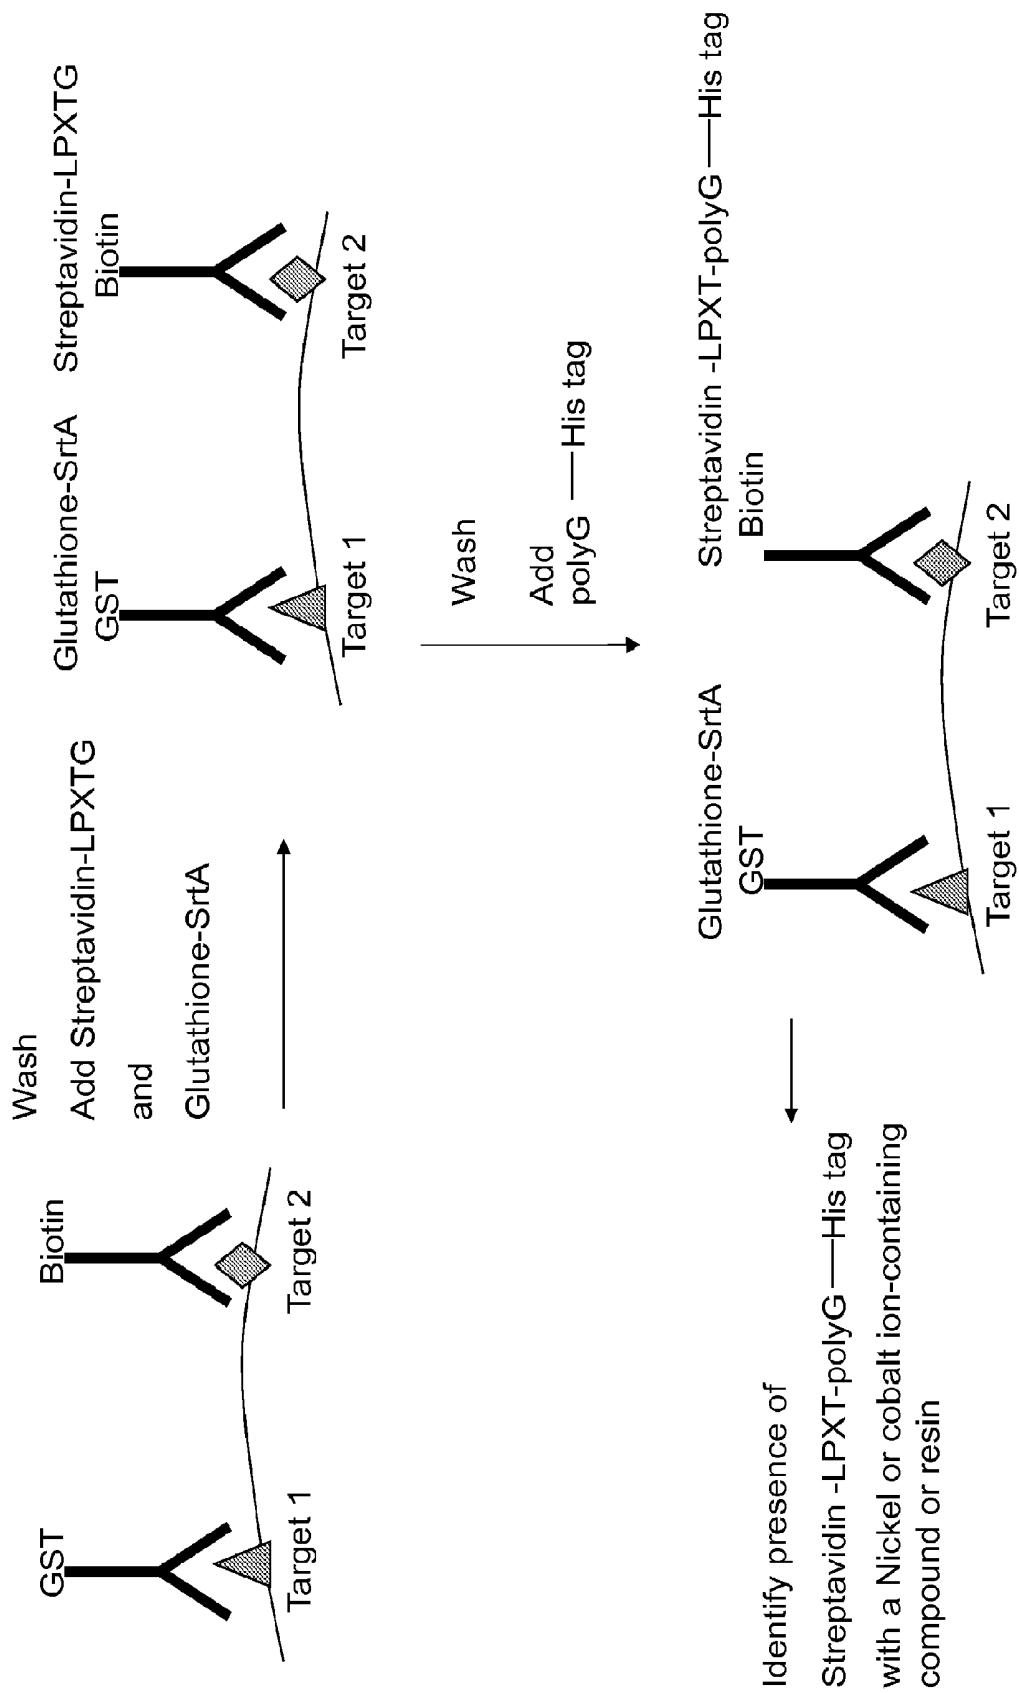 GST
Biotin
Target 1
Target 2
Wash
Add Streptavidin-LPXTG
and
Glutathione-SrtA
Glutathione-SrtA
GST
Streptavidin-LPXTG
Biotin
Target 1
Target 2
Wash
Add
polyG — His tag
Glutathione-SrtA
GST
Streptavidin -LPXT-polyG — His tag
Biotin
Target 1
Target 2
Identify presence of
Streptavidin -LPXT-polyG — His tag
with a Nickel or cobalt ion-containing
compound or resin